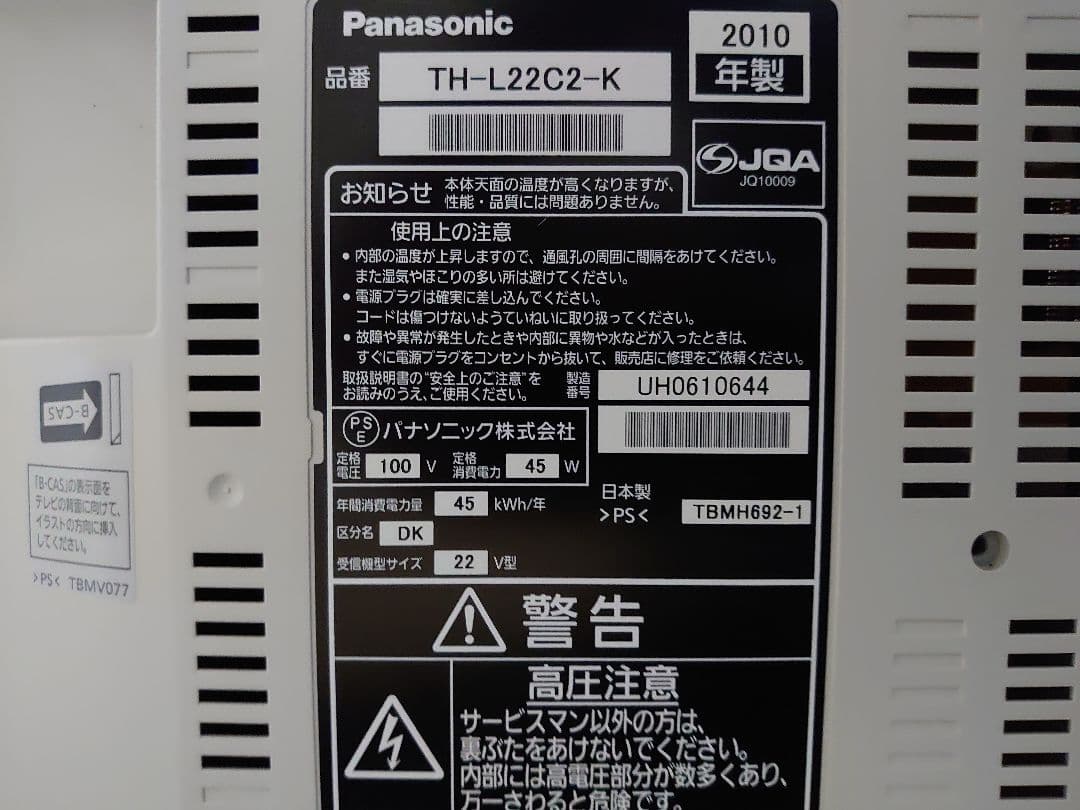 Panasonic
品番 TH-L22C2-K
2010
年製
JQA
JQ10009
お知らせ 本体天面の温度が高くなりますが、
性能・品質には問題ありません。
使用上の注意
• 内部の温度が上昇しますので、通風孔の周囲に間隔をあけてください。
また湿気やほこりの多い所は避けてください。
• 電源プラグは確実に差し込んでください。
コードは傷つけないようていねいに取り扱ってください。
• 故障や異常が発生したときや内部に異物や水などが入ったときは、
すぐに電源プラグをコンセントから抜いて、販売店に修理をご依頼ください。
取扱説明書の"安全上のご注意"を
お読みのうえ、ご使用ください。
製造
番号 UH0610644
PSE パナソニック株式会社
定格
電圧 100 V 定格
消費電力 45 W
年間消費電力量 45 kWh/年
区分名 DK
受信機型サイズ 22 V型
日本製
>PS<
TBMH692-1
警告
高圧注意
サービスマン以外の方は、
裏ぶたをあけないでください。
内部には高電圧部分が数多くあり、
万一さわると危険です。
B-CAS
「B-CAS」の表示面を
テレビの背面に向けて、
イラストの方向に挿入
してください。
>PS< TBMV077